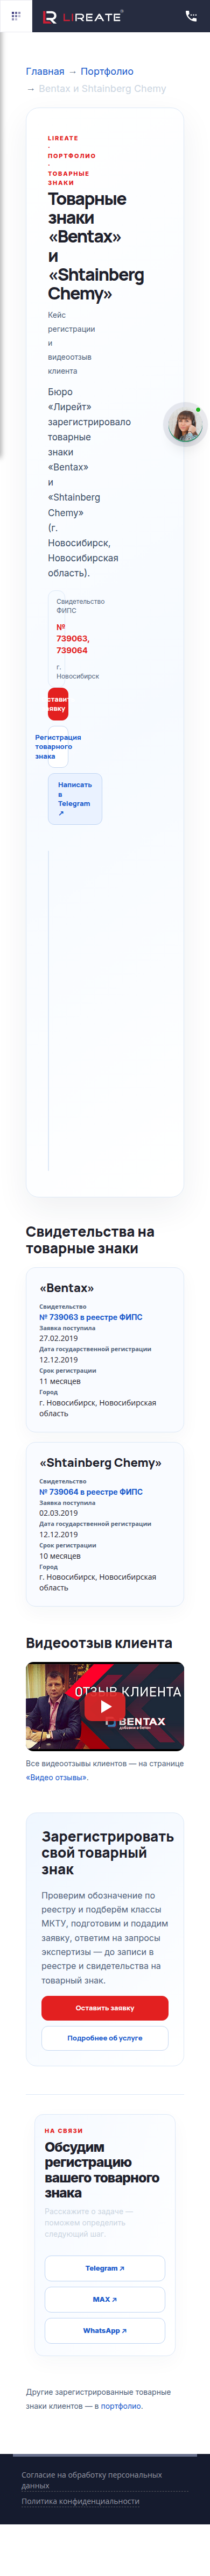 LIREATE®
Главная → Портфолио
→ Bentax и Shtainberg Chemy
LIREATE
·
ПОРТФОЛИО
·
ТОВАРНЫЕ
ЗНАКИ
Товарные
знаки
«Bentax»
и
«Shtainberg
Chemy»
Кейс
регистрации
и
видеоотзыв
клиента
Бюро
«Лирейт»
зарегистрировало
товарные
знаки
«Bentax»
и
«Shtainberg
Chemy»
(г.
Новосибирск,
Новосибирская
область).
Свидетельство
ФИПС
№
739063,
739064
г.
Новосибирск
Регистрация
товарного
знака
Написать
в
Telegram
↗
Свидетельства на
товарные знаки
«Bentax»
Свидетельство
№ 739063 в реестре ФИПС
Заявка поступила
27.02.2019
Дата государственной регистрации
12.12.2019
Срок регистрации
11 месяцев
Город
г. Новосибирск, Новосибирская
область
«Shtainberg Chemy»
Свидетельство
№ 739064 в реестре ФИПС
Заявка поступила
02.03.2019
Дата государственной регистрации
12.12.2019
Срок регистрации
10 месяцев
Город
г. Новосибирск, Новосибирская
область
Видеоотзыв клиента
ОТЗЫВ КЛИЕНТА
BENTAX
Все видеоотзывы клиентов — на странице
«Видео отзывы».
Зарегистрировать
свой товарный
знак
Проверим обозначение по
реестру и подберём классы
МКТУ, подготовим и подадим
заявку, ответим на запросы
экспертизы — до записи в
реестре и свидетельства на
товарный знак.
Оставить заявку
Подробнее об услуге
НА СВЯЗИ
Обсудим
регистрацию
вашего товарного
знака
Расскажите о задаче —
поможем определить
следующий шаг.
Telegram ↗
MAX ↗
WhatsApp ↗
Другие зарегистрированные товарные
знаки клиентов — в портфолио.
Согласие на обработку персональных
данных
Политика конфиденциальности